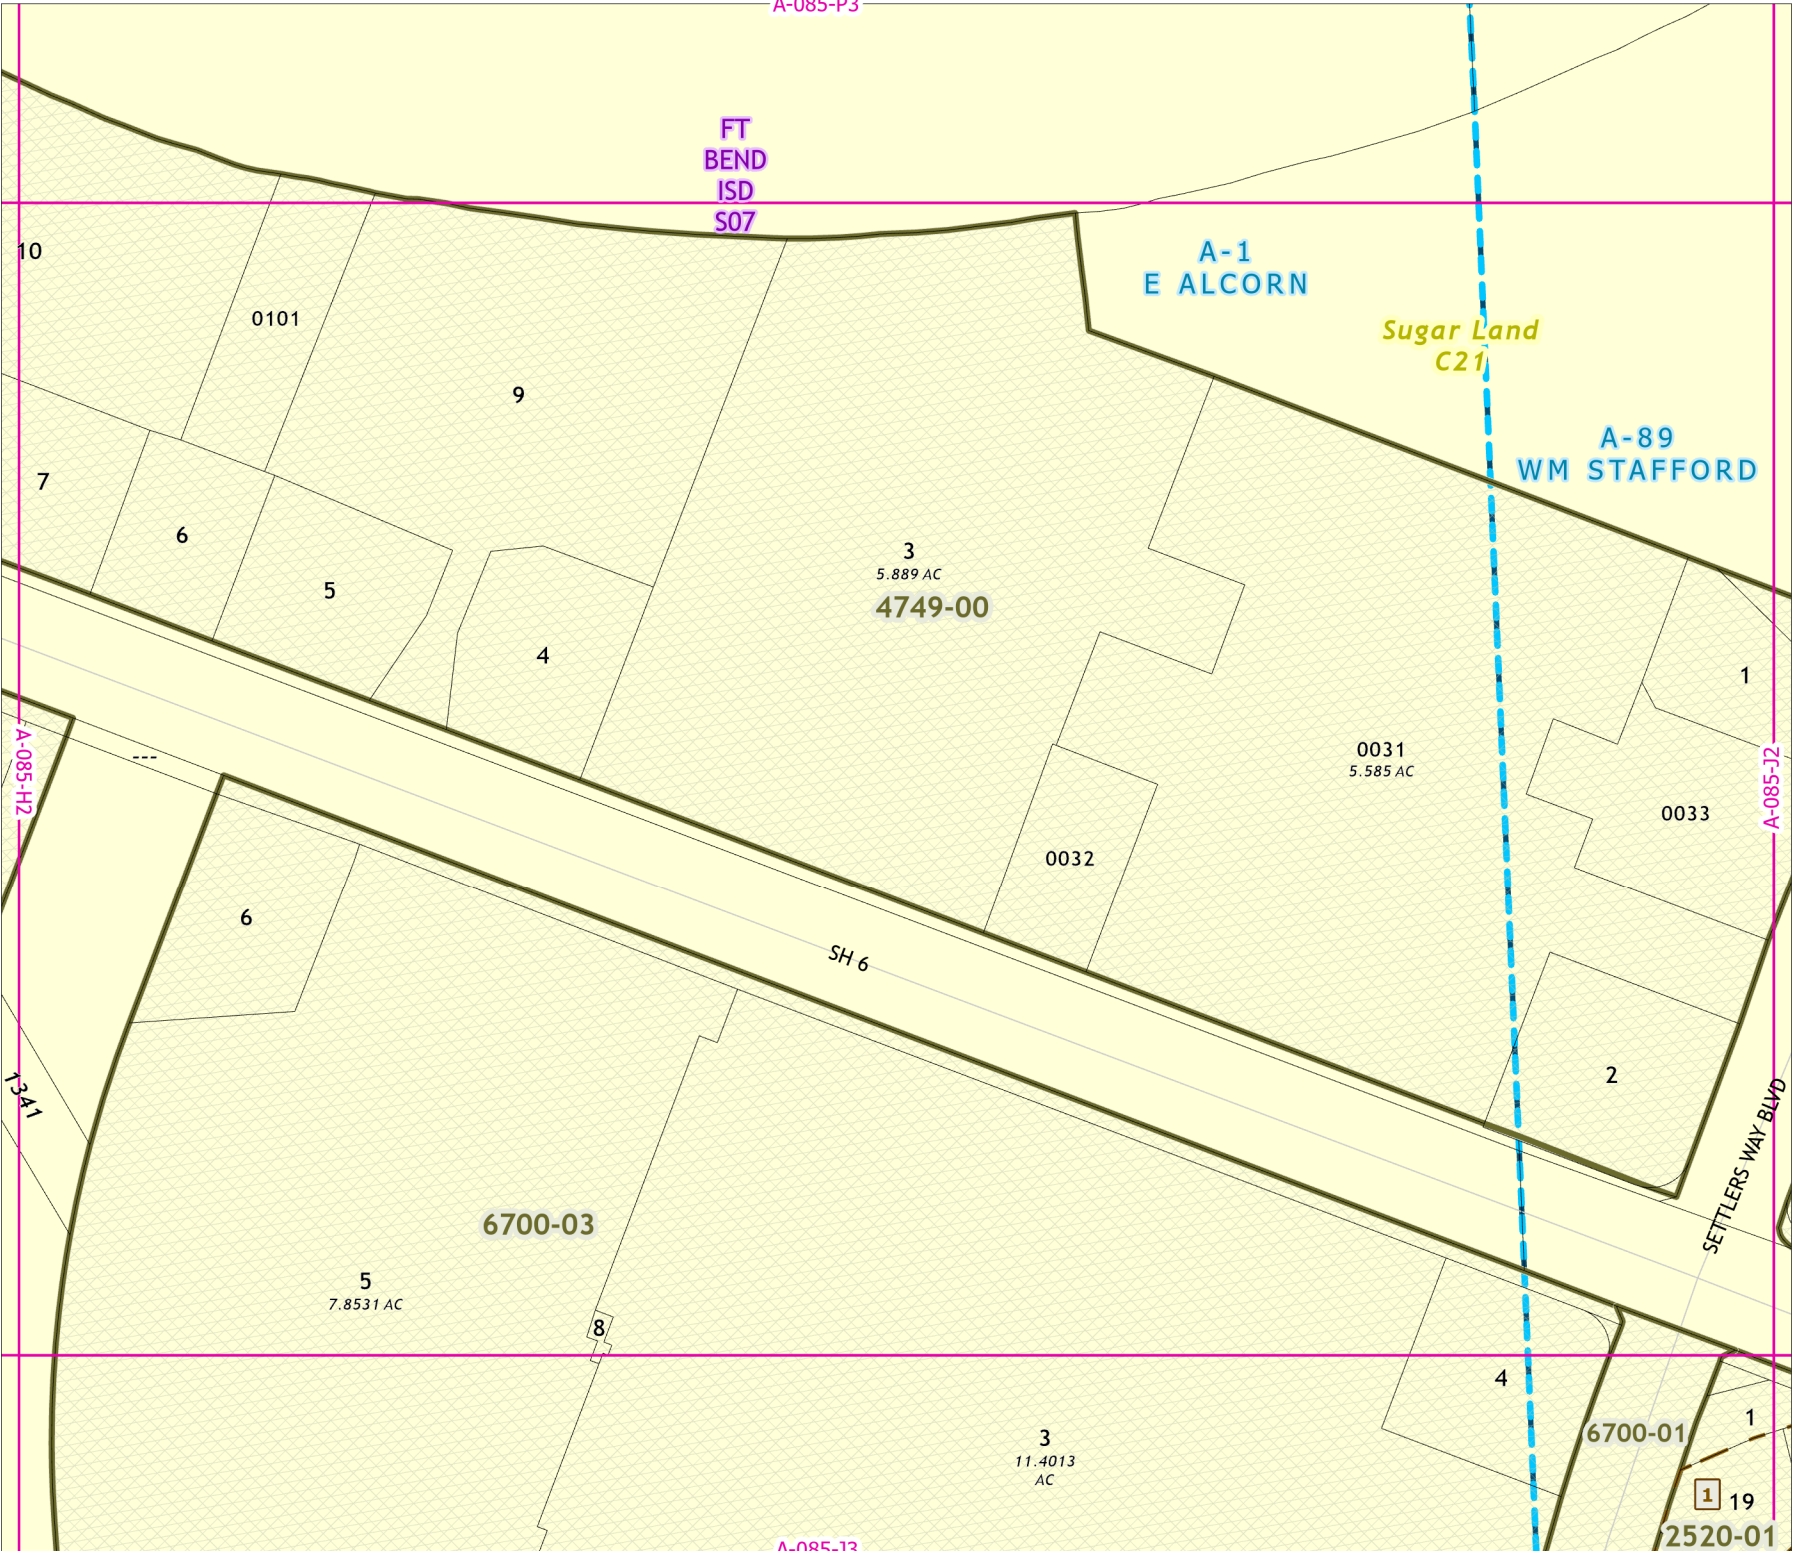 A-085-P3
FT
BEND
ISD
S07
A-1
E ALCORN
10
0101
Sugar Land
C21
9
A-89
WM STAFFORD
7
6
5
3
5.889 AC
4749-00
4
1
0031
5.585 AC
A-085-H2
---
A-085-J2
0033
0032
6
SH 6
2
1341
SETTLERS WAY BLVD
6700-03
5
7.8531 AC
8
4
3
11.4013
AC
6700-01
1
1
19
2520-01
A-085-J3